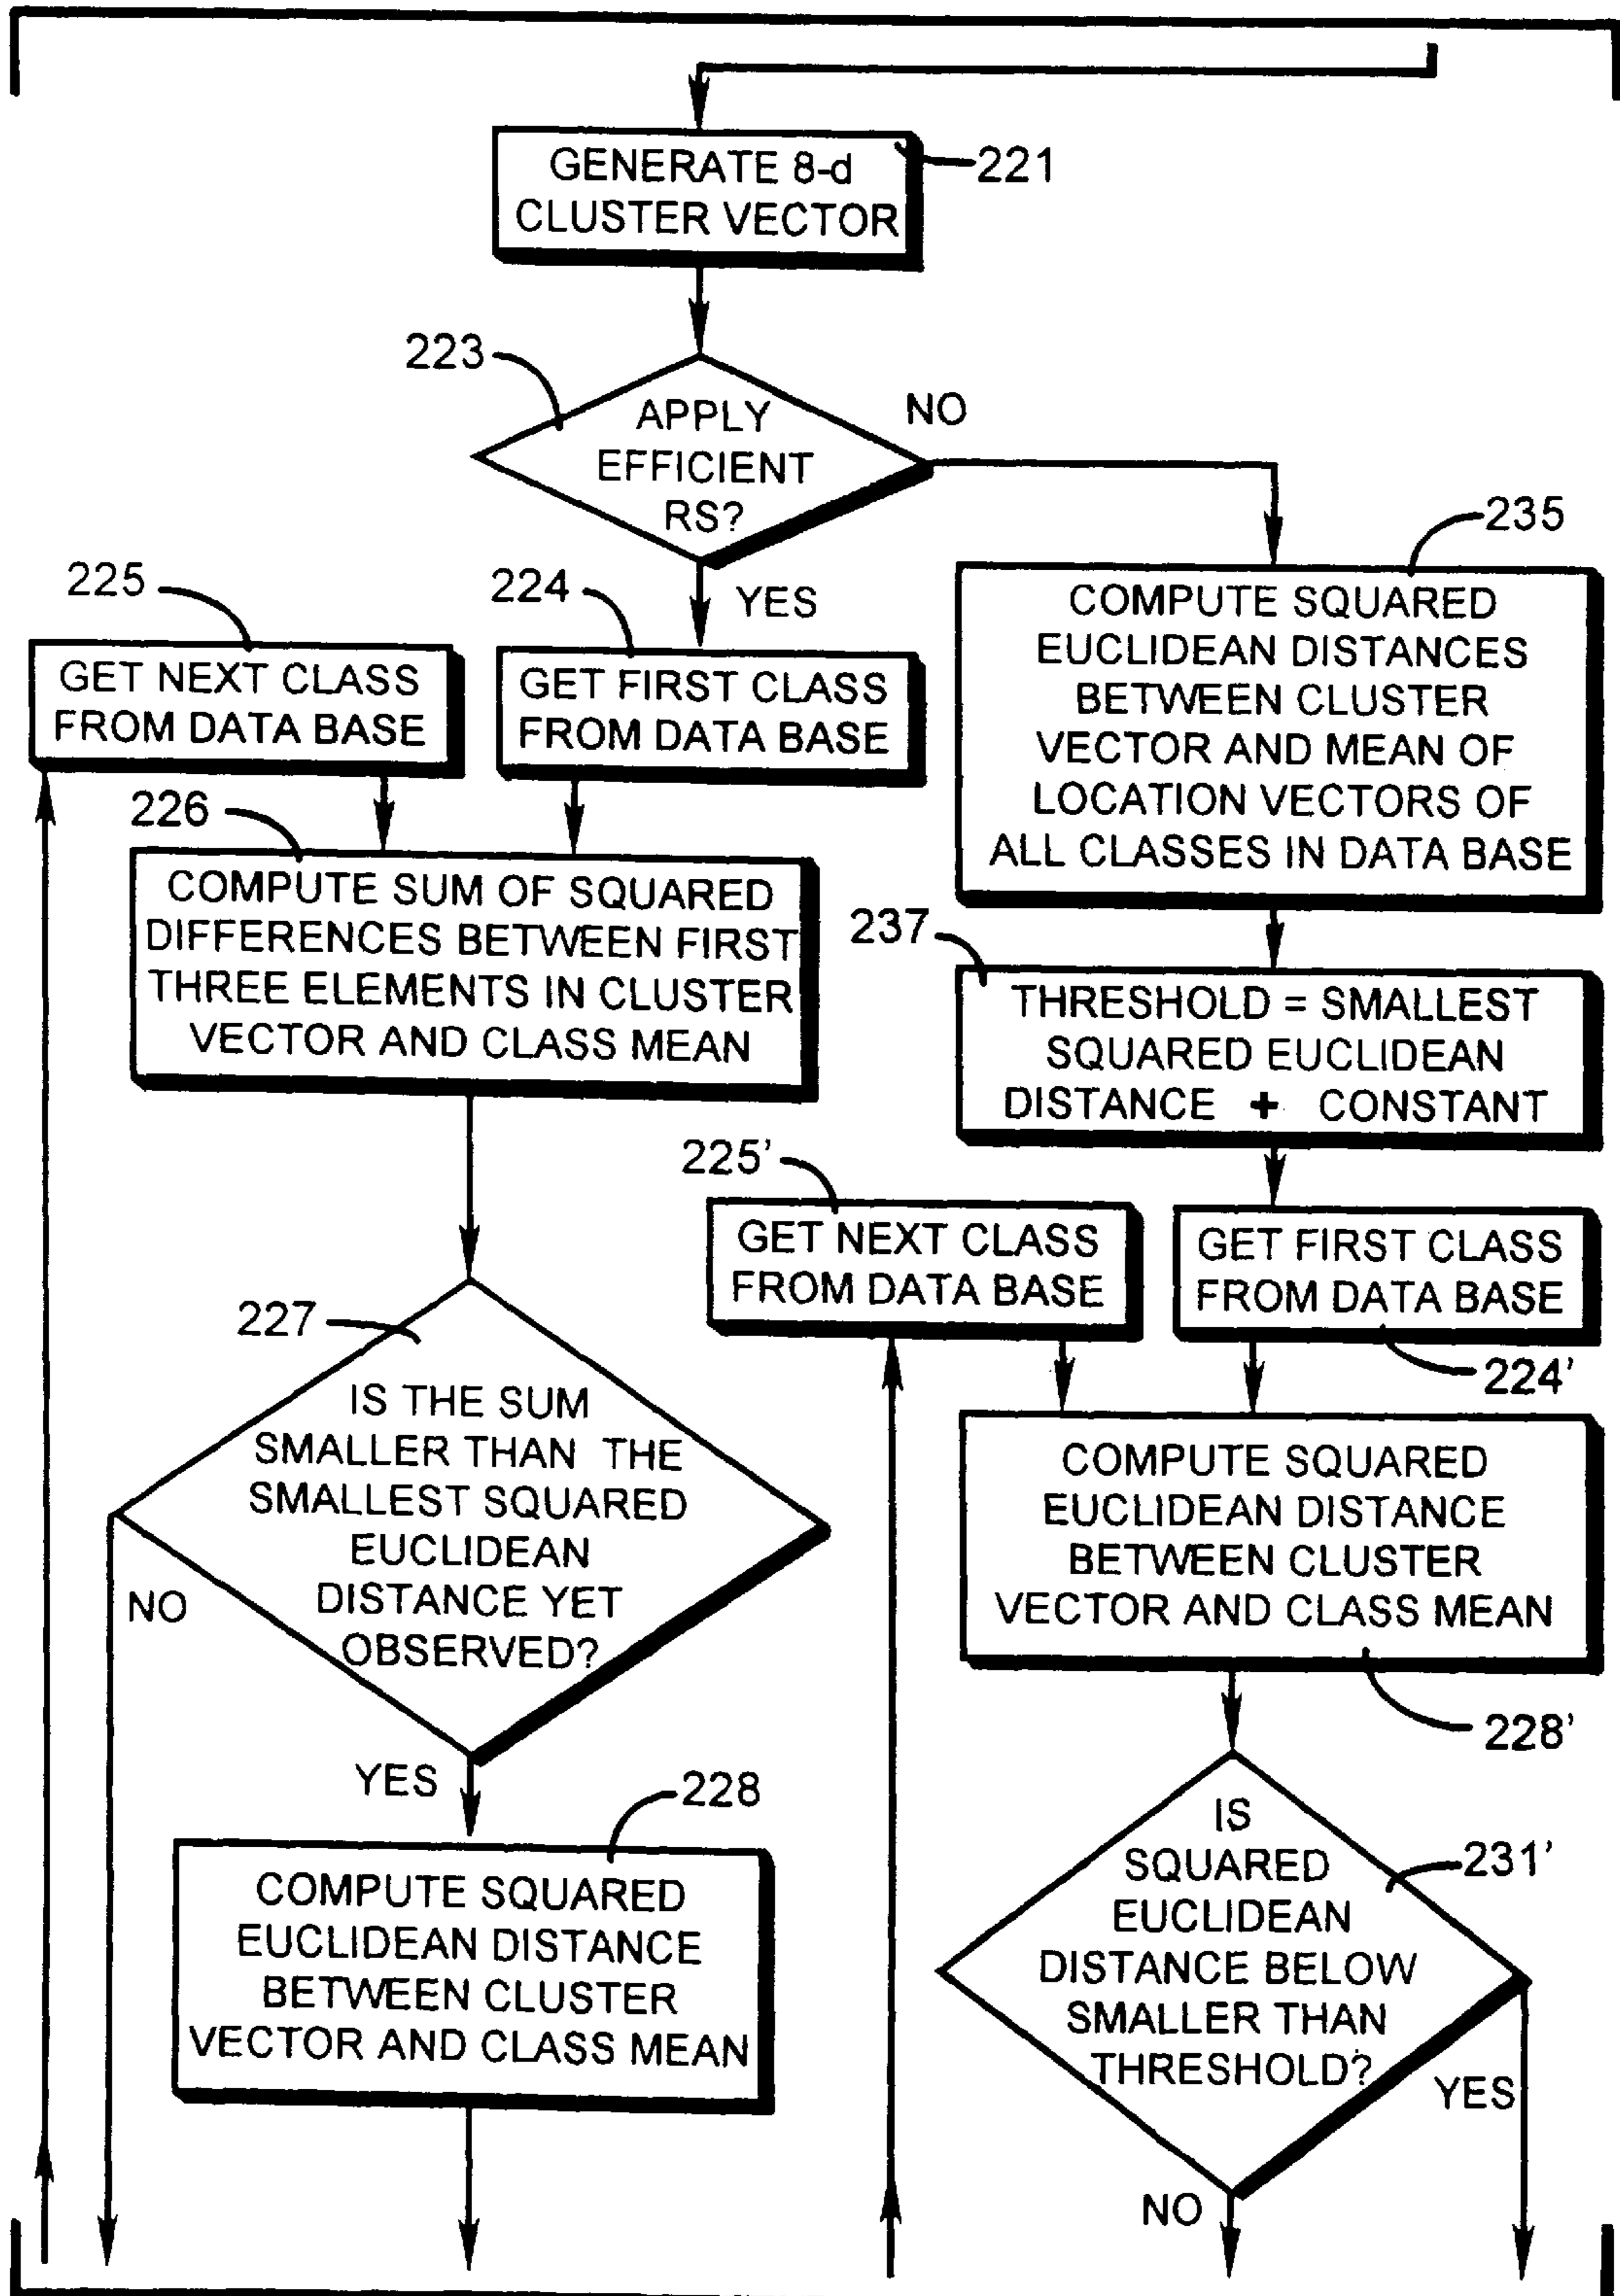 GENERATE 8-d
CLUSTER VECTOR
221
223
APPLY
EFFICIENT
RS?
NO
YES
235
COMPUTE SQUARED
EUCLIDEAN DISTANCES
BETWEEN CLUSTER
VECTOR AND MEAN OF
LOCATION VECTORS OF
ALL CLASSES IN DATA BASE
225
GET NEXT CLASS
FROM DATA BASE
224
GET FIRST CLASS
FROM DATA BASE
226
COMPUTE SUM OF SQUARED
DIFFERENCES BETWEEN FIRST
THREE ELEMENTS IN CLUSTER
VECTOR AND CLASS MEAN
237
THRESHOLD = SMALLEST
SQUARED EUCLIDEAN
DISTANCE + CONSTANT
225'
GET NEXT CLASS
FROM DATA BASE
GET FIRST CLASS
FROM DATA BASE
224'
227
IS THE SUM
SMALLER THAN THE
SMALLEST SQUARED
EUCLIDEAN
DISTANCE YET
OBSERVED?
NO
YES
COMPUTE SQUARED
EUCLIDEAN DISTANCE
BETWEEN CLUSTER
VECTOR AND CLASS MEAN
228'
228
COMPUTE SQUARED
EUCLIDEAN DISTANCE
BETWEEN CLUSTER
VECTOR AND CLASS MEAN
IS
SQUARED
EUCLIDEAN
DISTANCE BELOW
SMALLER THAN
THRESHOLD?
231'
YES
NO